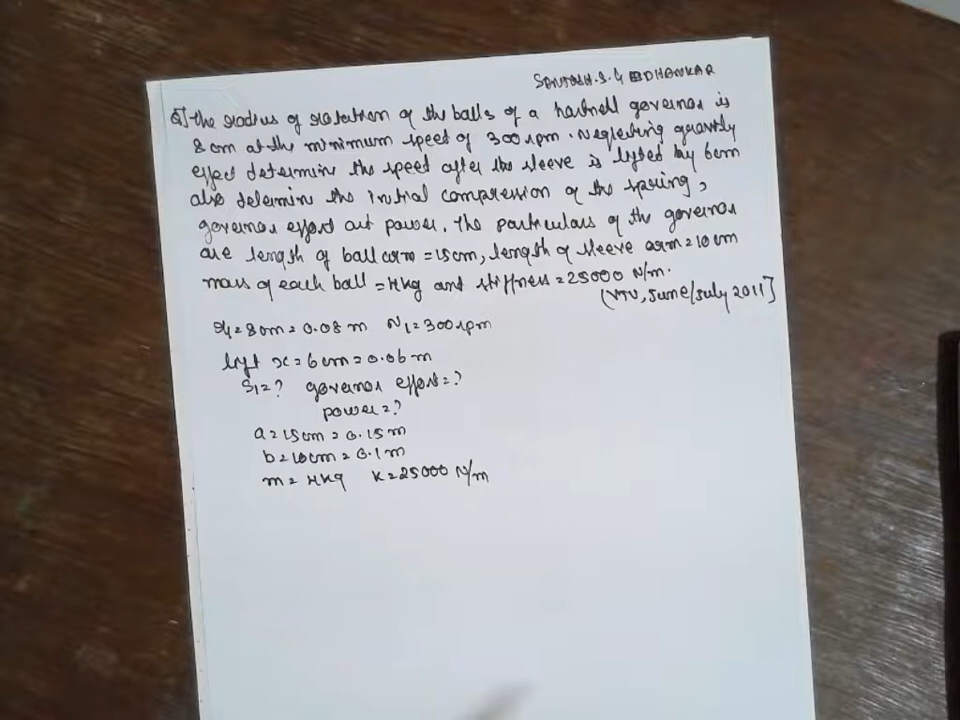 SANTOSH.S.G BDHANKAR
Q] The radius of rotation of the balls of a hartnell governor is
8 cm at the minimum speed of 300 rpm. Neglecting gravity
effect determine the speed after the sleeve is lifted by 6cm
also determine the initial compression of the spring,
governor effort and power. The particulars of the governor
are length of ball arm = 15cm, length of sleeve arm = 10 cm
mass of each ball = 4kg and stiffness = 25000 N/m.
(VTU, June/July 2011]
r1 = 8cm = 0.08 m N1 = 300 rpm
lift x = 6 cm = 0.06 m
S1 = ? governor effort = ?
power = ?
a = 15cm = 0.15 m
b = 10cm = 0.1 m
m = 4kg K = 25000 N/m